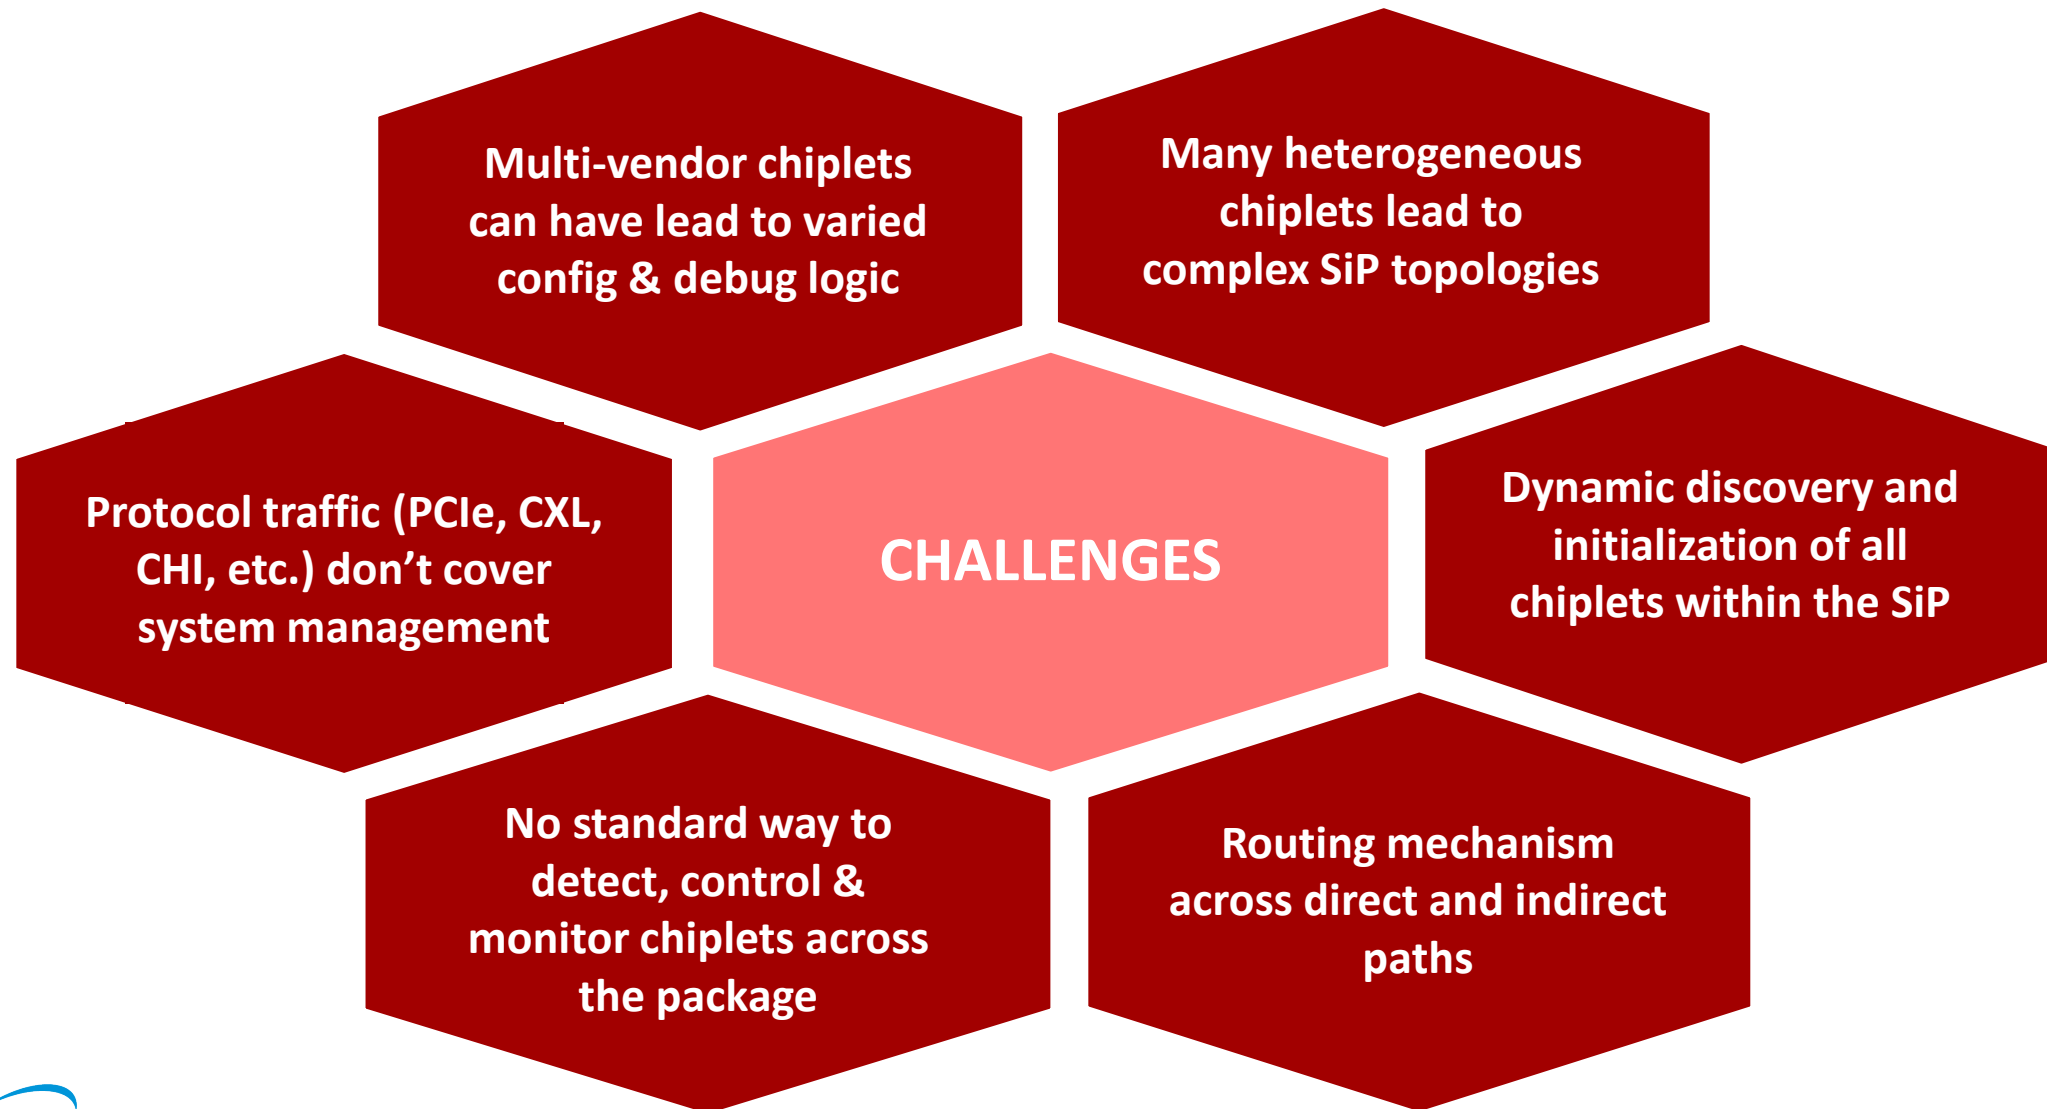 Multi-vendor chiplets
can have lead to varied
config & debug logic
Many heterogeneous
chiplets lead to
complex SiP topologies
Protocol traffic (PCIe, CXL,
CHI, etc.) don’t cover
system management
CHALLENGES
Dynamic discovery and
initialization of all
chiplets within the SiP
No standard way to
detect, control &
monitor chiplets across
the package
Routing mechanism
across direct and indirect
paths